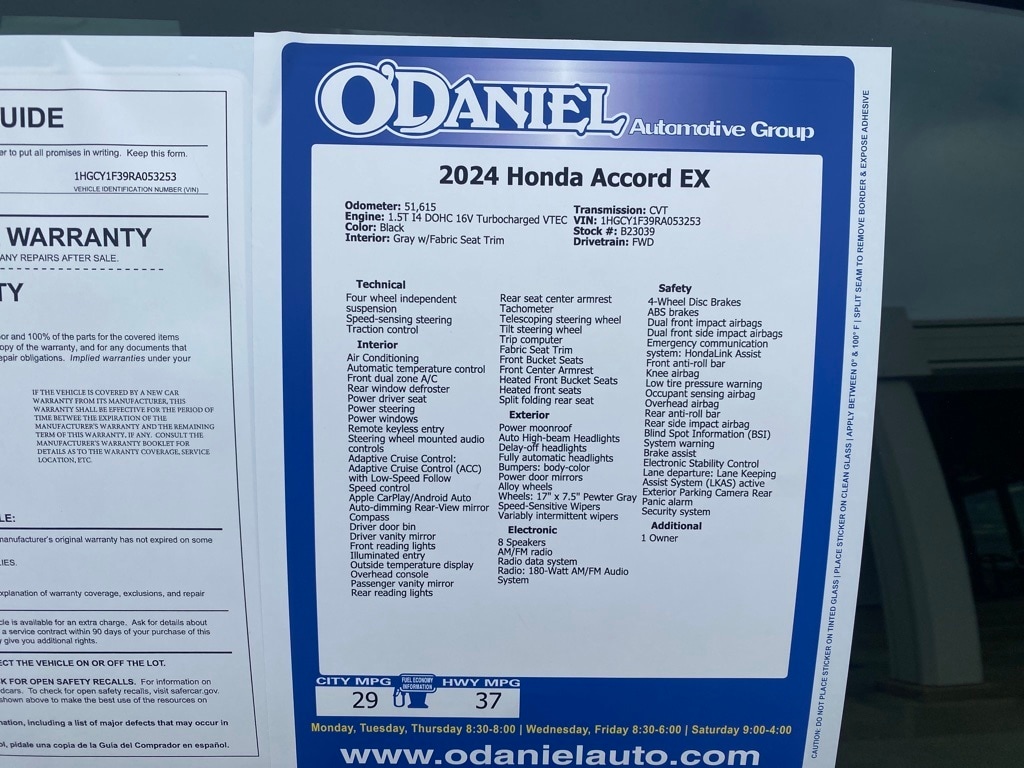 UIDE
er to put all promises in writing. Keep this form.
1HGCY1F39RA053253
VEHICLE IDENTIFICATION NUMBER (VIN)
WARRANTY
ANY REPAIRS AFTER SALE.
TY
or and 100% of the parts for the covered items
opy of the warranty, and for any documents that
epair obligations. Implied warranties under your
IF THE VEHICLE IS COVERED BY A NEW CAR
WARRANTY FROM ITS MANUFACTURER, THIS
WARRANTY SHALL BE EFFECTIVE FOR THE PERIOD OF
TIME BETWEE THE EXPIRATION OF THE
MANUFACTURER'S WARRANTY AND THE REMAINING
TERM OF THIS WARRANTY, IF ANY. CONSULT THE
MANUFACTURER'S WARRANTY BOOKLET FOR
DETAILS AS TO THE WARANTY COVERAGE, SERVICE
LOCATION, ETC.
LE:
manufacturer's original warranty has not expired on some
IES.
explanation of warranty coverage, exclusions, and repair
cle is available for an extra charge. Ask for details about
a service contract within 90 days of your purchase of this
y give you additional rights.
ECT THE VEHICLE ON OR OFF THE LOT.
K FOR OPEN SAFETY RECALLS. For information on
dcars. To check for open safety recalls, visit safercar.gov.
shown above to make the best use of the resources on
nation, including a list of major defects that may occur in
ol, pidale una copia de la Guía del Comprador en español.
O'DANIEL
Automotive Group
2024 Honda Accord EX
Odometer: 51,615
Engine: 1.5T I4 DOHC 16V Turbocharged VTEC
Color: Black
Interior: Gray w/Fabric Seat Trim
Transmission: CVT
VIN: 1HGCY1F39RA053253
Stock #: B23039
Drivetrain: FWD
Technical
Four wheel independent
suspension
Speed-sensing steering
Traction control
Interior
Air Conditioning
Automatic temperature control
Front dual zone A/C
Rear window defroster
Power driver seat
Power steering
Power windows
Remote keyless entry
Steering wheel mounted audio
controls
Adaptive Cruise Control:
Adaptive Cruise Control (ACC)
with Low-Speed Follow
Speed control
Apple CarPlay/Android Auto
Auto-dimming Rear-View mirror
Compass
Driver door bin
Driver vanity mirror
Front reading lights
Illuminated entry
Outside temperature display
Overhead console
Passenger vanity mirror
Rear reading lights
Rear seat center armrest
Tachometer
Telescoping steering wheel
Tilt steering wheel
Trip computer
Fabric Seat Trim
Front Bucket Seats
Front Center Armrest
Heated Front Bucket Seats
Heated front seats
Split folding rear seat
Exterior
Power moonroof
Auto High-beam Headlights
Delay-off headlights
Fully automatic headlights
Bumpers: body-color
Power door mirrors
Alloy wheels
Wheels: 17" x 7.5" Pewter Gray
Speed-Sensitive Wipers
Variably intermittent wipers
Electronic
8 Speakers
AM/FM radio
Radio data system
Radio: 180-Watt AM/FM Audio
System
Safety
4-Wheel Disc Brakes
ABS brakes
Dual front impact airbags
Dual front side impact airbags
Emergency communication
system: HondaLink Assist
Front anti-roll bar
Knee airbag
Low tire pressure warning
Occupant sensing airbag
Overhead airbag
Rear anti-roll bar
Rear side impact airbag
Blind Spot Information (BSI)
System warning
Brake assist
Electronic Stability Control
Lane departure: Lane Keeping
Assist System (LKAS) active
Exterior Parking Camera Rear
Panic alarm
Security system
Additional
1 Owner
CITY MPG
29
FUEL ECONOMY
INFORMATION
HWY MPG
37
Monday, Tuesday, Thursday 8:30-8:00 | Wednesday, Friday 8:30-6:00 | Saturday 9:00-4:00
www.odanielauto.com
CAUTION: DO NOT PLACE STICKER ON TINTED GLASS | PLACE STICKER ON CLEAN GLASS | APPLY BETWEEN 0° & 100° F | SPLIT SEAM TO REMOVE BORDER & EXPOSE ADHESIVE